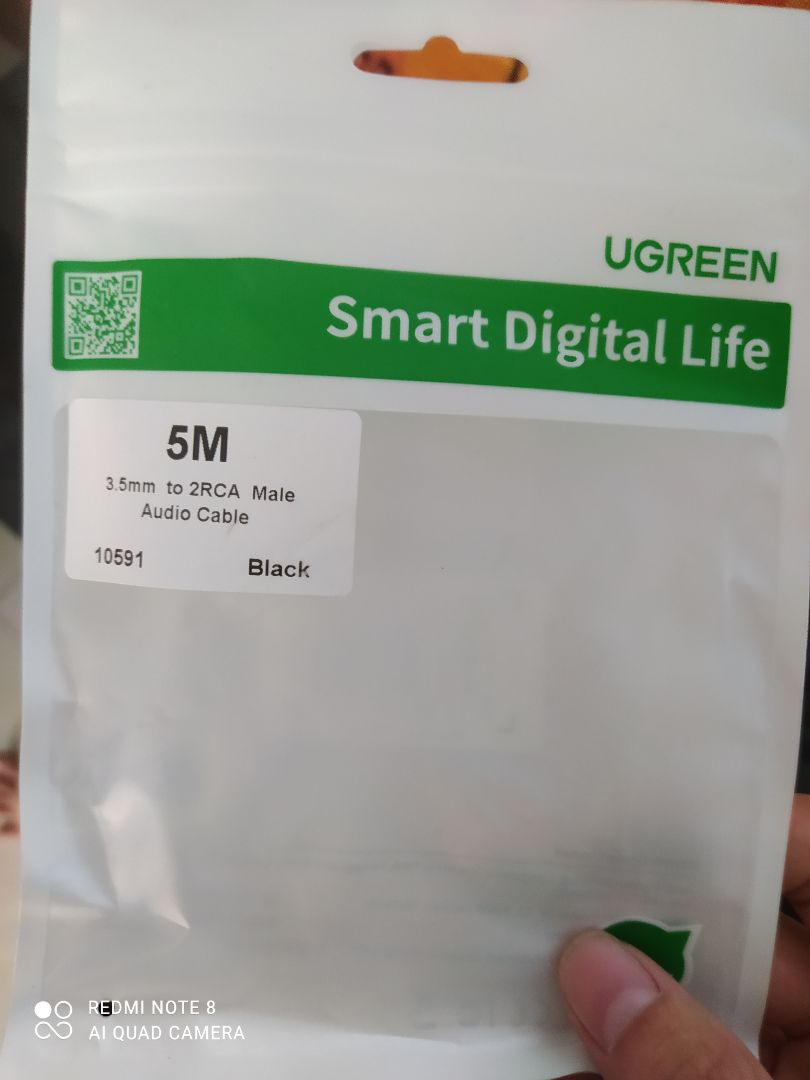 UGREEN
Smart Digital Life
5M
3.5mm to 2RCA Male
Audio Cable
10591 Black
REDMI NOTE 8
AI QUAD CAMERA